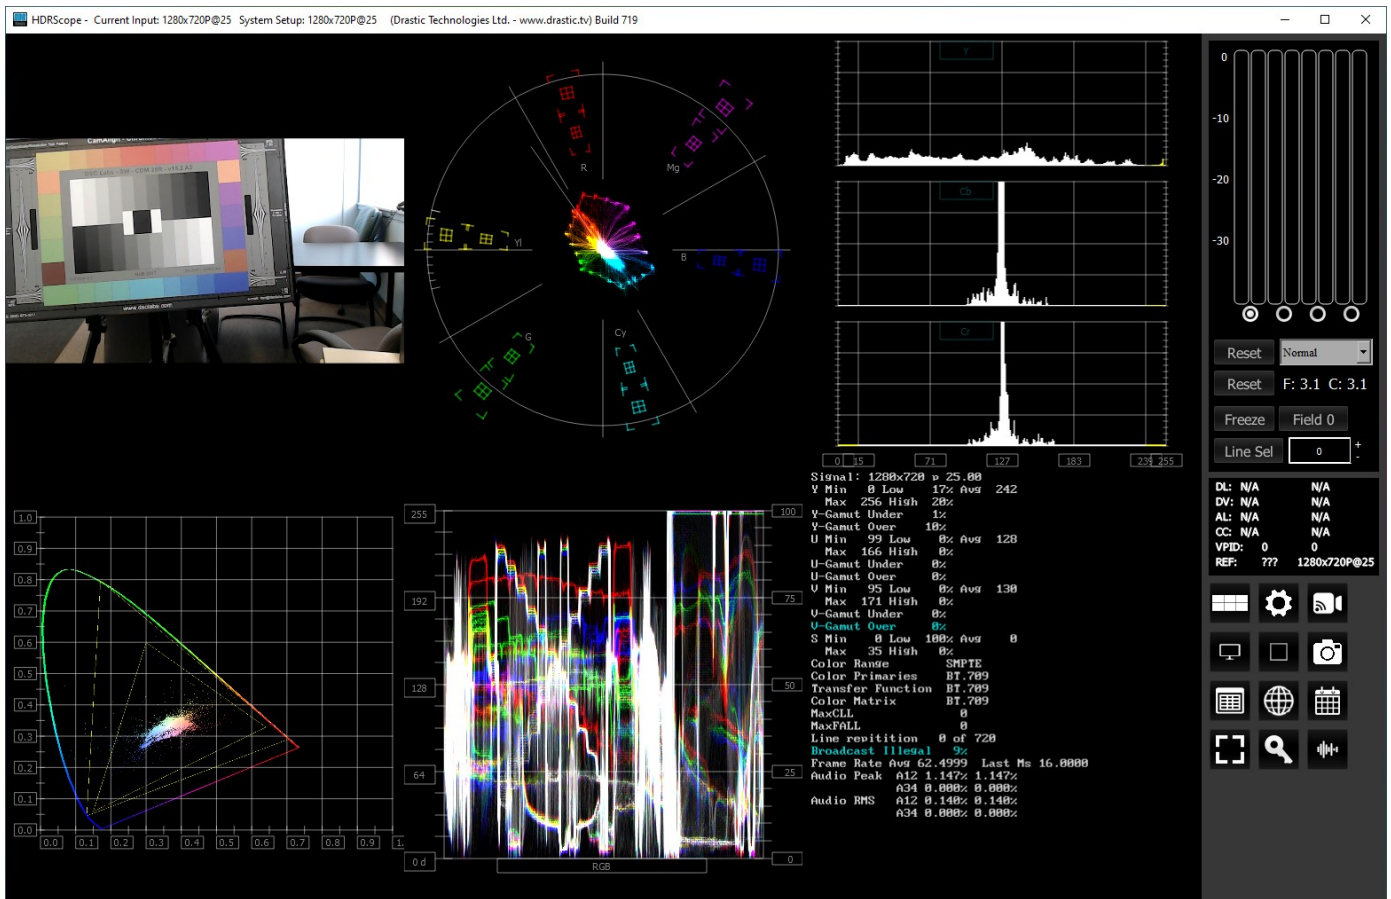 HDRScope - Current Input: 1280x720P@25 System Setup: 1280x720P@25 (Drastic Technologies Ltd. - www.drastic.tv) Build 719
DSC Labs
www.dsclabs.com
R
Mg
Yl
B
G
Cy
Y
Cb
Cr
0 15 71 127 183 239 255
0
-10
-20
-30
Reset Normal
Reset F: 3.1 C: 3.1
Freeze Field 0
Line Sel 0 + -
DL: N/A N/A
DV: N/A N/A
AL: N/A N/A
CC: N/A N/A
VPID: 0 0
REF: ??? 1280x720P@25
1.0
0.9
0.8
0.7
0.6
0.5
0.4
0.3
0.2
0.1
0.0
0.0 0.1 0.2 0.3 0.4 0.5 0.6 0.7 0.8 0.9
255 100
192 75
128 50
64 25
0 d 0
RGB
Signal: 1280x720 p 25.00
Y Min 0 Low 17% Avg 242
Max 256 High 20%
Y-Gamut Under 1%
Y-Gamut Over 10%
U Min 99 Low 0% Avg 128
Max 166 High 0%
U-Gamut Under 0%
U-Gamut Over 0%
V Min 95 Low 0% Avg 130
Max 171 High 0%
V-Gamut Under 0%
V-Gamut Over 0%
S Min 0 Low 100% Avg 0
Max 35 High 0%
Color Range SMPTE
Color Primaries BT.709
Transfer Function BT.709
Color Matrix BT.709
MaxCLL 0
MaxFALL 0
Line repitition 0 of 720
Broadcast Illegal 9%
Frame Rate Avg 62.4999 Last Ms 16.0000
Audio Peak A12 1.147% 1.147%
A34 0.000% 0.000%
Audio RMS A12 0.140% 0.140%
A34 0.000% 0.000%